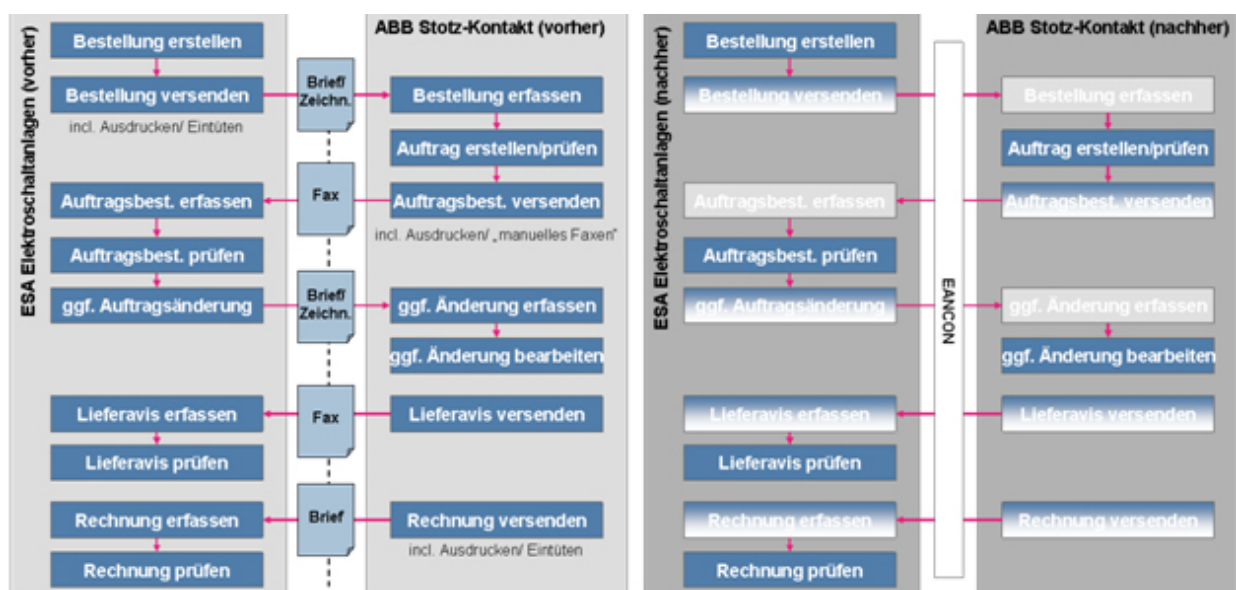 ESA Elektroschaltanlagen (vorher)
Bestellung erstellen
Bestellung versenden
incl. Ausdrucken/ Eintüten
Auftragsbest. erfassen
Auftragsbest. prüfen
ggf. Auftragsänderung
Lieferavis erfassen
Lieferavis prüfen
Rechnung erfassen
Rechnung prüfen
Brief/
Zeichn.
Fax
Brief/
Zeichn.
Fax
Brief
ABB Stotz-Kontakt (vorher)
Bestellung erfassen
Auftrag erstellen/prüfen
Auftragsbest. versenden
incl. Ausdrucken/ „manuelles Faxen"
ggf. Änderung erfassen
ggf. Änderung bearbeiten
Lieferavis versenden
Rechnung versenden
incl. Ausdrucken/ Eintüten
ESA Elektroschaltanlagen (nachher)
Bestellung erstellen
Bestellung versenden
Auftragsbest. erfassen
Auftragsbest. prüfen
ggf. Auftragsänderung
Lieferavis erfassen
Lieferavis prüfen
Rechnung erfassen
Rechnung prüfen
EANCON
ABB Stotz-Kontakt (nachher)
Bestellung erfassen
Auftrag erstellen/prüfen
Auftragsbest. versenden
ggf. Änderung erfassen
ggf. Änderung bearbeiten
Lieferavis versenden
Rechnung versenden